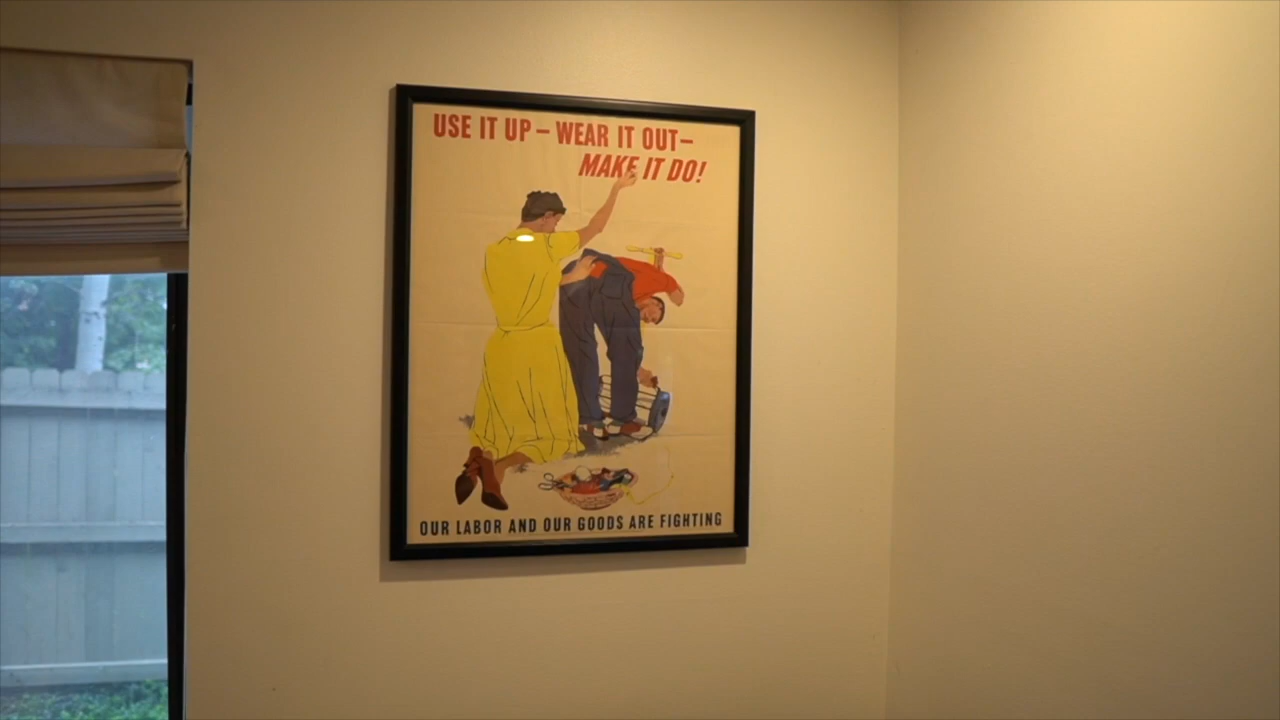 USE IT UP – WEAR IT OUT –
MAKE IT DO!
OUR LABOR AND OUR GOODS ARE FIGHTING